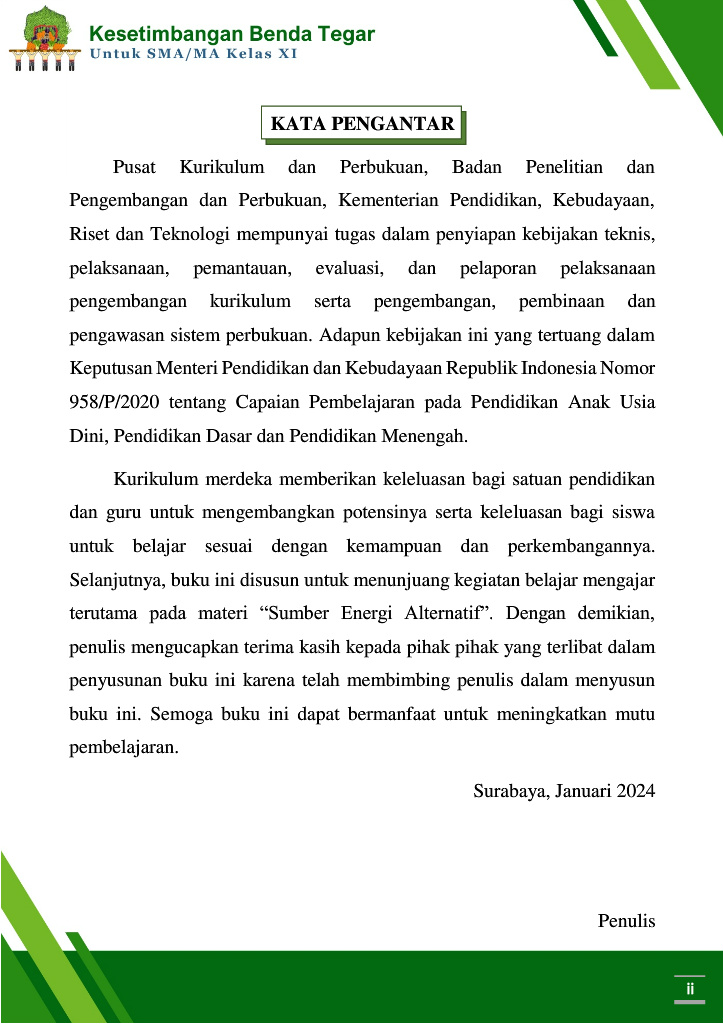 Kesetimbangan Benda Tegar
Untuk SMA/MA Kelas XI
KATA PENGANTAR
Pusat Kurikulum dan Perbukuan, Badan Penelitian dan
Pengembangan dan Perbukuan, Kementerian Pendidikan, Kebudayaan,
Riset dan Teknologi mempunyai tugas dalam penyiapan kebijakan teknis,
pelaksanaan, pemantauan, evaluasi, dan pelaporan pelaksanaan
pengembangan kurikulum serta pengembangan, pembinaan dan
pengawasan sistem perbukuan. Adapun kebijakan ini yang tertuang dalam
Keputusan Menteri Pendidikan dan Kebudayaan Republik Indonesia Nomor
958/P/2020 tentang Capaian Pembelajaran pada Pendidikan Anak Usia
Dini, Pendidikan Dasar dan Pendidikan Menengah.
Kurikulum merdeka memberikan keleluasan bagi satuan pendidikan
dan guru untuk mengembangkan potensinya serta keleluasan bagi siswa
untuk belajar sesuai dengan kemampuan dan perkembangannya.
Selanjutnya, buku ini disusun untuk menunjuang kegiatan belajar mengajar
terutama pada materi “Sumber Energi Alternatif”. Dengan demikian,
penulis mengucapkan terima kasih kepada pihak pihak yang terlibat dalam
penyusunan buku ini karena telah membimbing penulis dalam menyusun
buku ini. Semoga buku ini dapat bermanfaat untuk meningkatkan mutu
pembelajaran.
Surabaya, Januari 2024
Penulis
ii